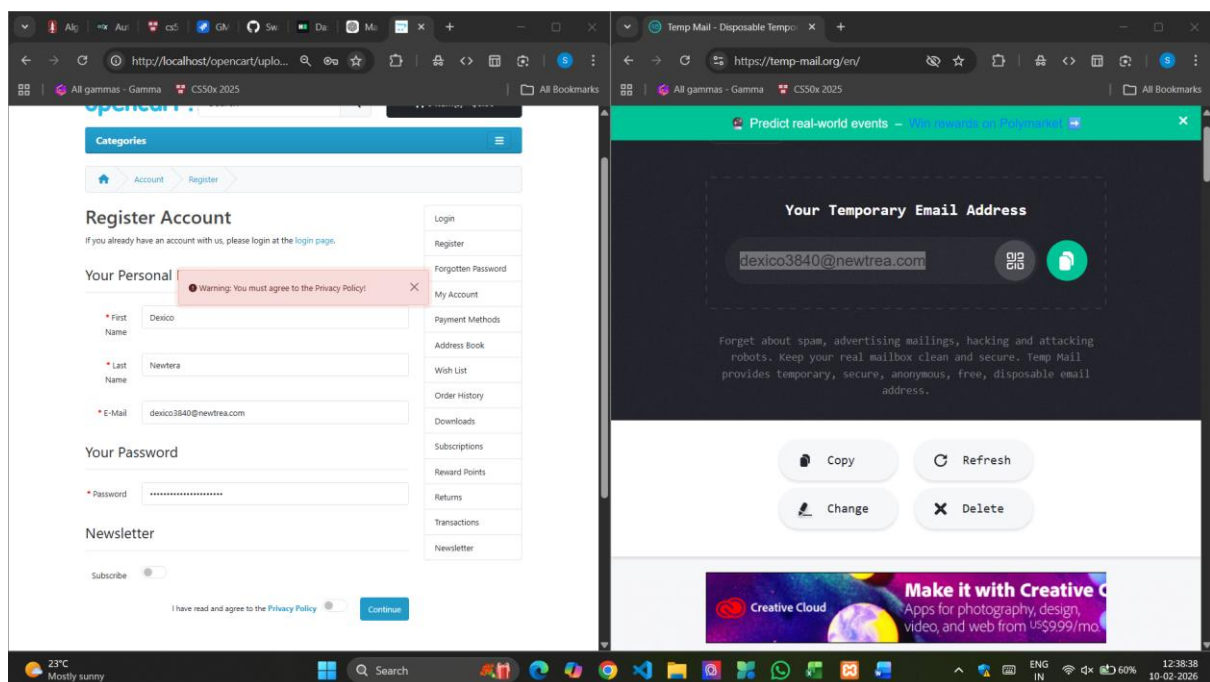 Alg
Aut
cs5
GM
Sw
Da
Ma
http://localhost/opencart/uplo...
All gammas - Gamma
CS50x 2025
All Bookmarks
Categories
Account
Register
Register Account
If you already have an account with us, please login at the login page.
Your Personal
Warning: You must agree to the Privacy Policy!
* First Name
Dexico
* Last Name
Newtera
* E-Mail
dexico3840@newtrea.com
Your Password
* Password
Newsletter
Subscribe
I have read and agree to the Privacy Policy
Continue
Login
Register
Forgotten Password
My Account
Payment Methods
Address Book
Wish List
Order History
Downloads
Subscriptions
Reward Points
Returns
Transactions
Newsletter
Temp Mail - Disposable Tempo
https://temp-mail.org/en/
All gammas - Gamma
CS50x 2025
All Bookmarks
Predict real-world events – Win rewards on Polymarket
Your Temporary Email Address
dexico3840@newtrea.com
Forget about spam, advertising mailings, hacking and attacking
robots. Keep your real mailbox clean and secure. Temp Mail
provides temporary, secure, anonymous, free, disposable email
address.
Copy
Refresh
Change
Delete
Creative Cloud
Make it with Creative C
Apps for photography, design,
video, and web from US$9.99/mo.
23°C
Mostly sunny
Search
ENG
IN
60%
12:38:38
10-02-2026